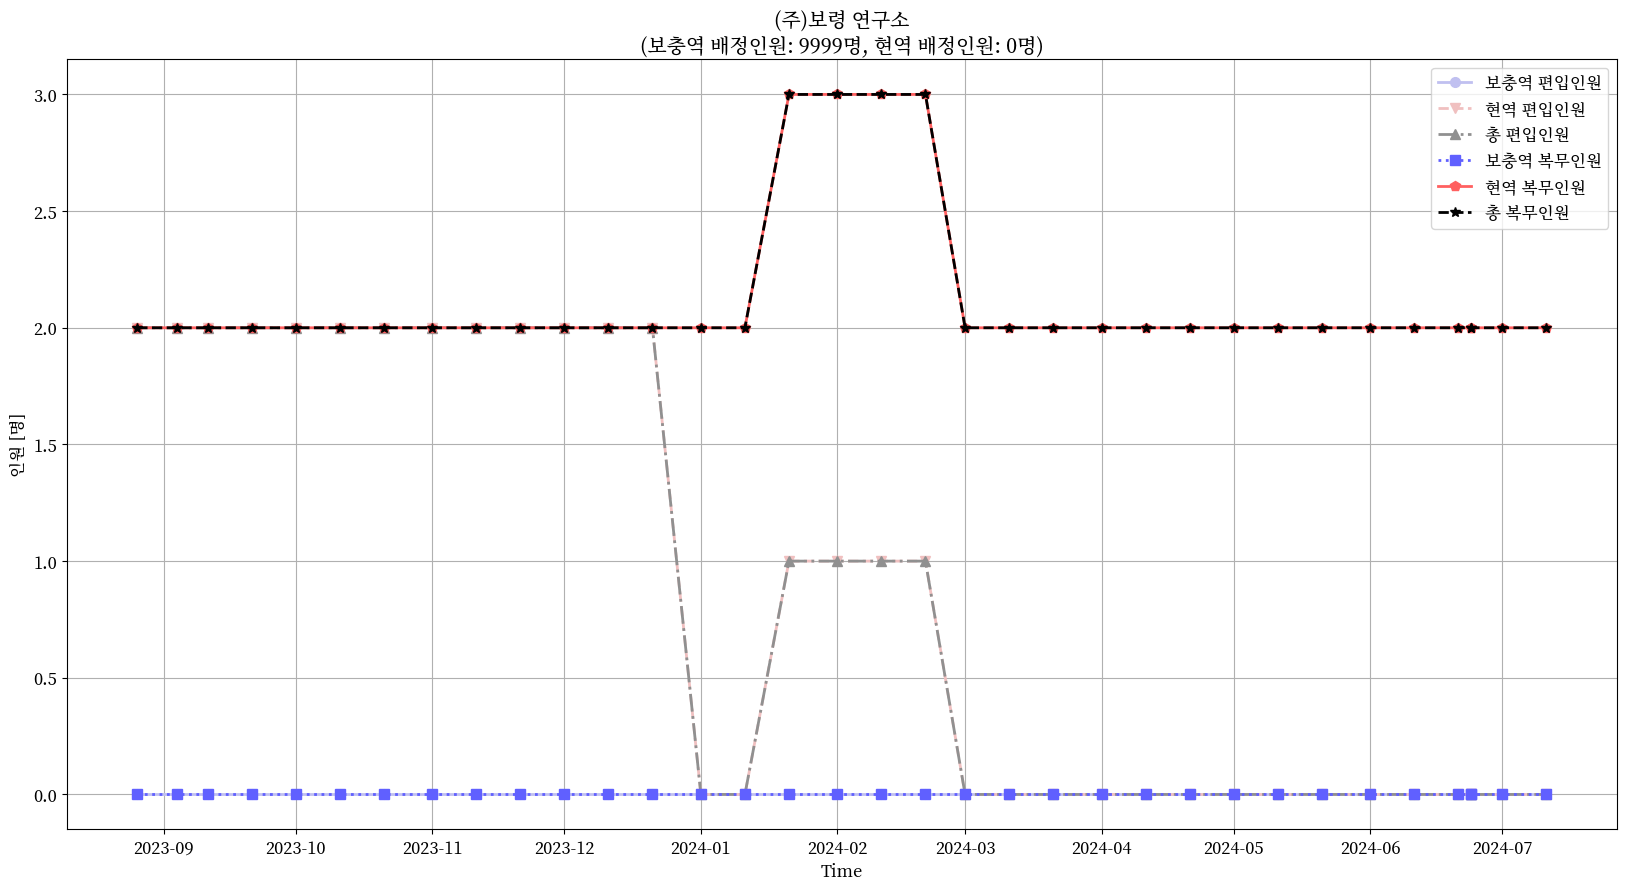 (주)보령 연구소
(보충역 배정인원: 9999명, 현역 배정인원: 0명)
보충역 편입인원
현역 편입인원
총 편입인원
보충역 복무인원
현역 복무인원
총 복무인원
3.0
2.5
2.0
1.5
1.0
0.5
0.0
인원 [명]
2023-09 2023-10 2023-11 2023-12 2024-01 2024-02 2024-03 2024-04 2024-05 2024-06 2024-07
Time